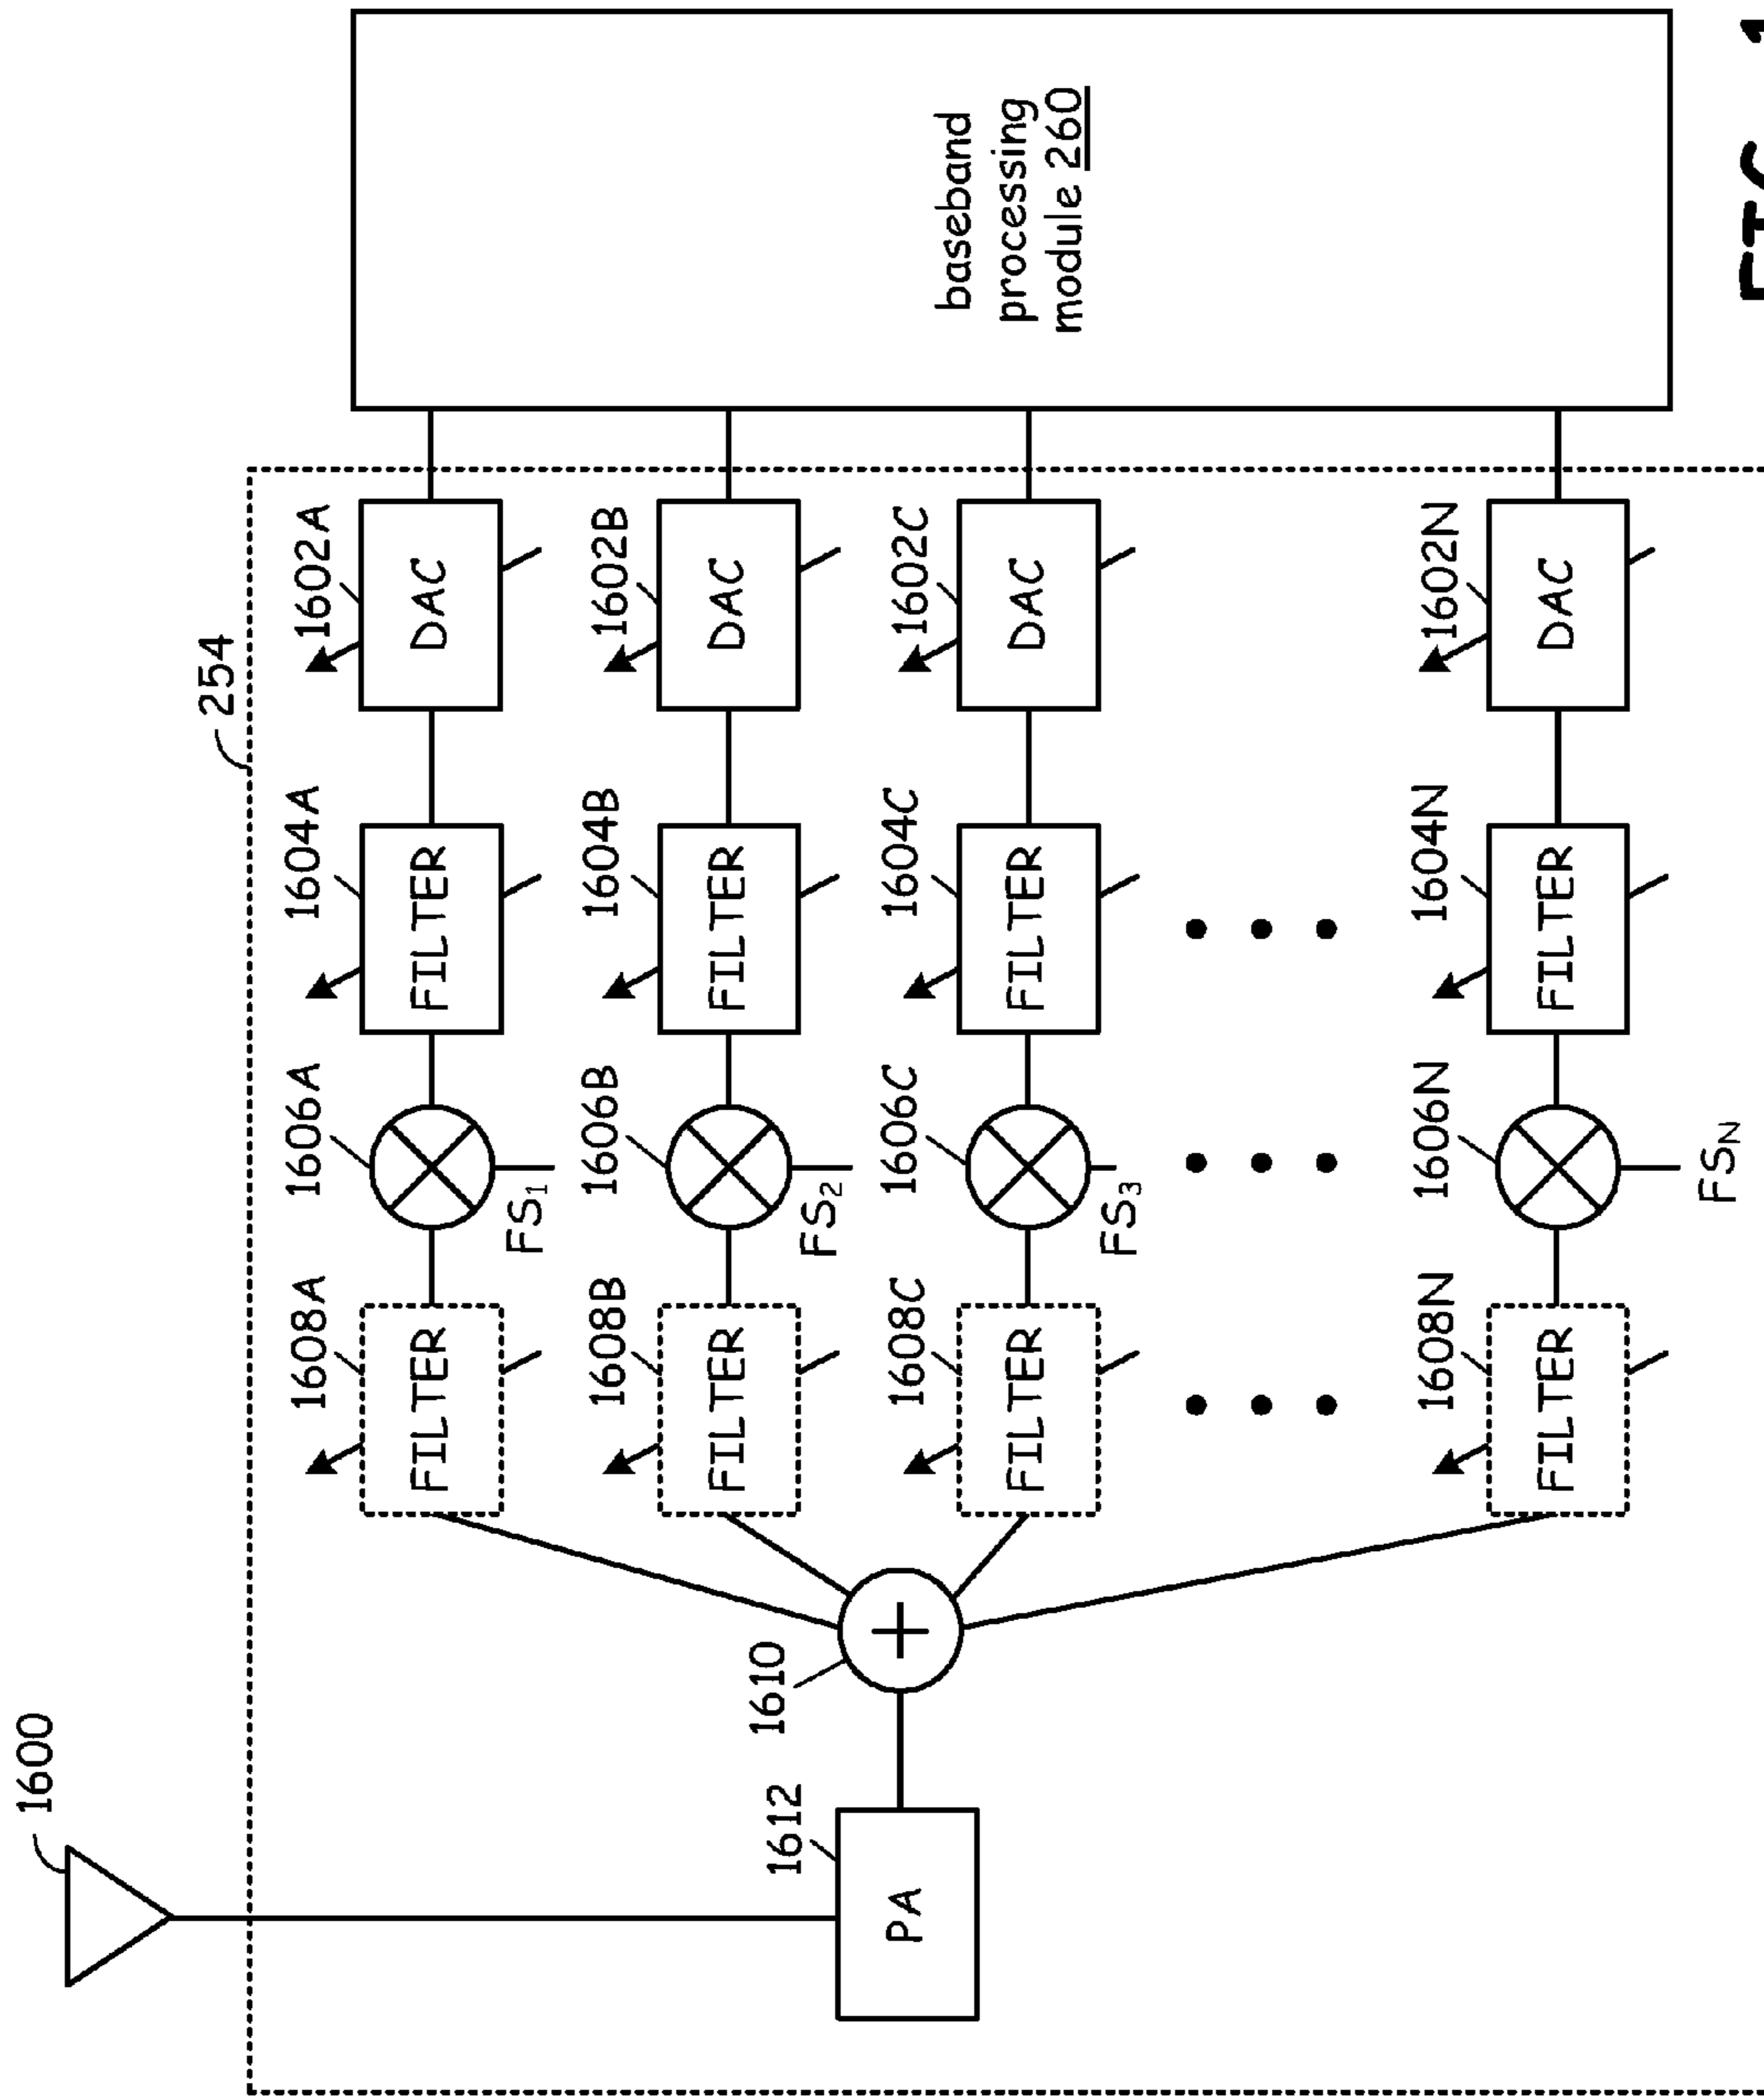 1600
254
1602A
1604A
1606A
1608A
DAC
FILTER
FILTER
FS1
1602B
1604B
1606B
1608B
DAC
FILTER
FILTER
FS2
1602C
1604C
1606C
1608C
DAC
FILTER
FILTER
FS3
1602N
1604N
1606N
1608N
DAC
FILTER
FILTER
FSN
1610
1612
PA
baseband
processing
module 260